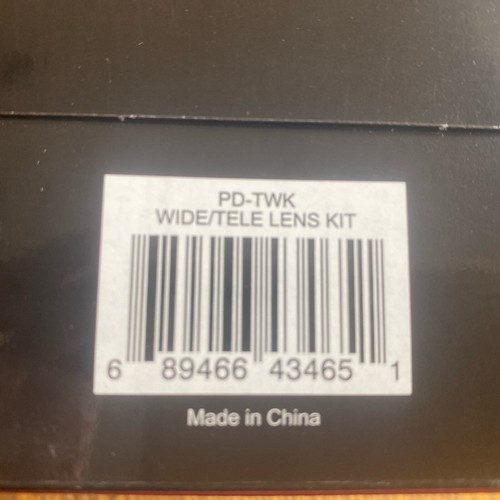 PD-TWK
WIDE/TELE LENS KIT
6 89466 43465 1
Made in China